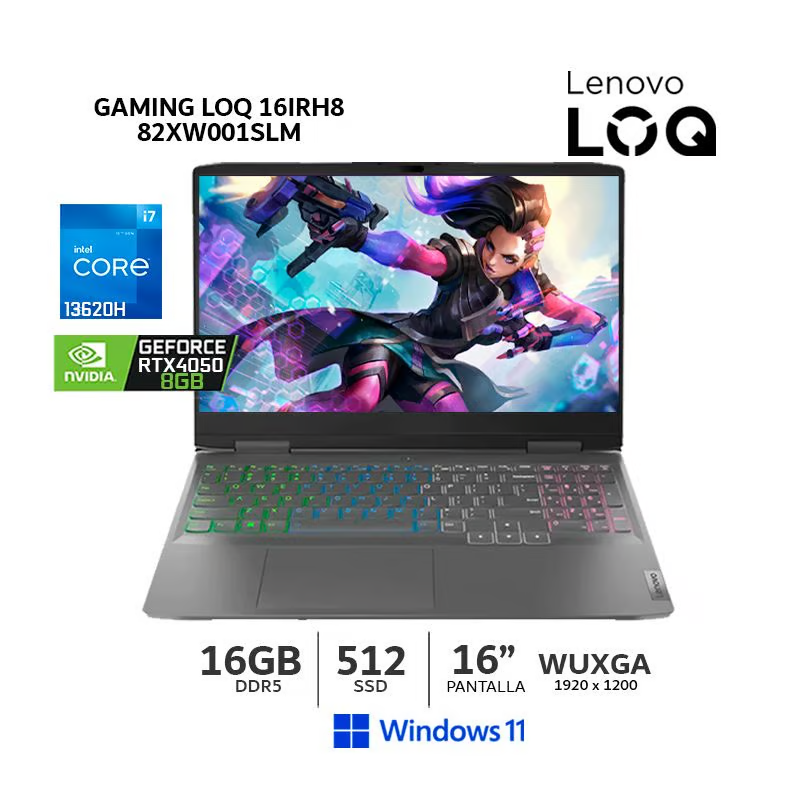 GAMING LOQ 16IRH8
82XW001SLM
Lenovo
LOQ
i7
intel
CORE
13620H
NVIDIA.
GEFORCE
RTX4050
8GB
Lenovo
16GB
DDR5
512
SSD
16”
PANTALLA
WUXGA
1920 x 1200
Windows 11